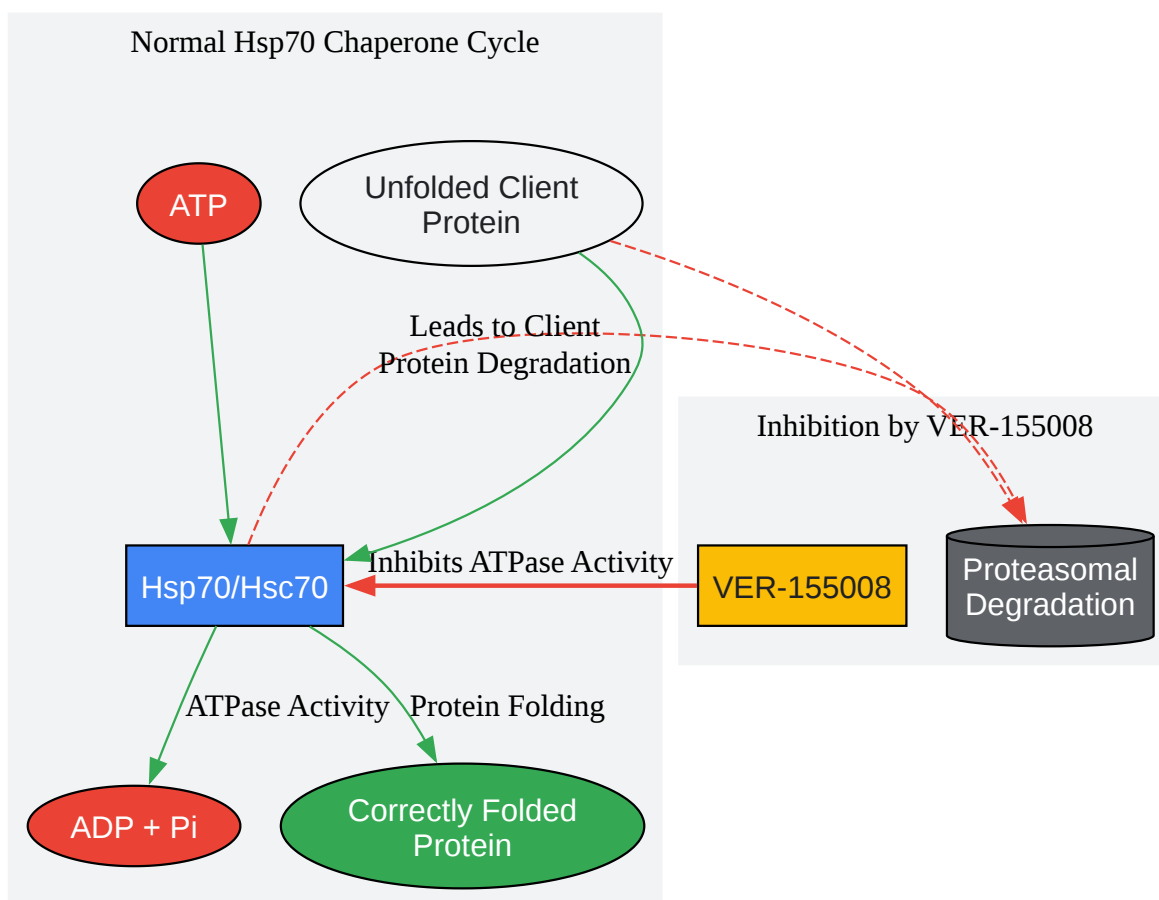 Normal Hsp70 Chaperone Cycle
ATP
Unfolded Client
Protein
Leads to Client
Protein Degradation
Inhibition by VER-155008
Inhibits ATPase Activity
Hsp70/Hsc70
VER-155008
Proteasomal
Degradation
ATPase Activity
Protein Folding
ADP + Pi
Correctly Folded
Protein